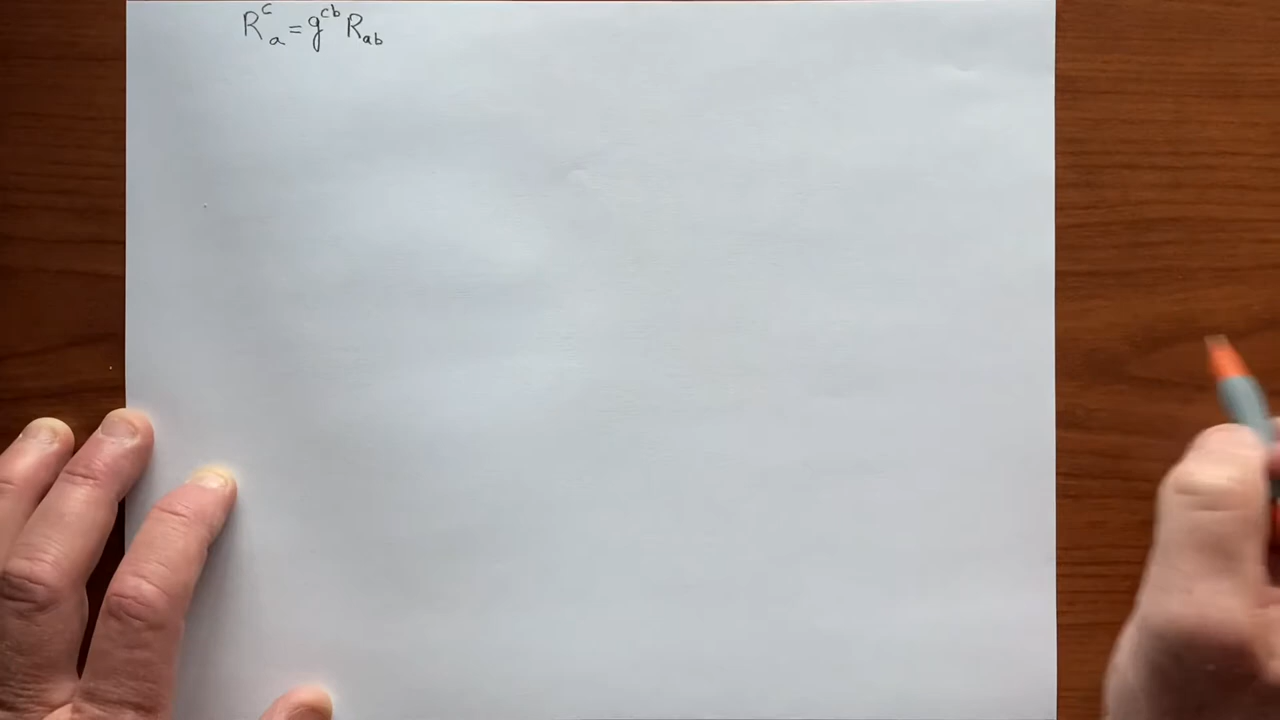 R^c_a = g^{cb} R_{ab}